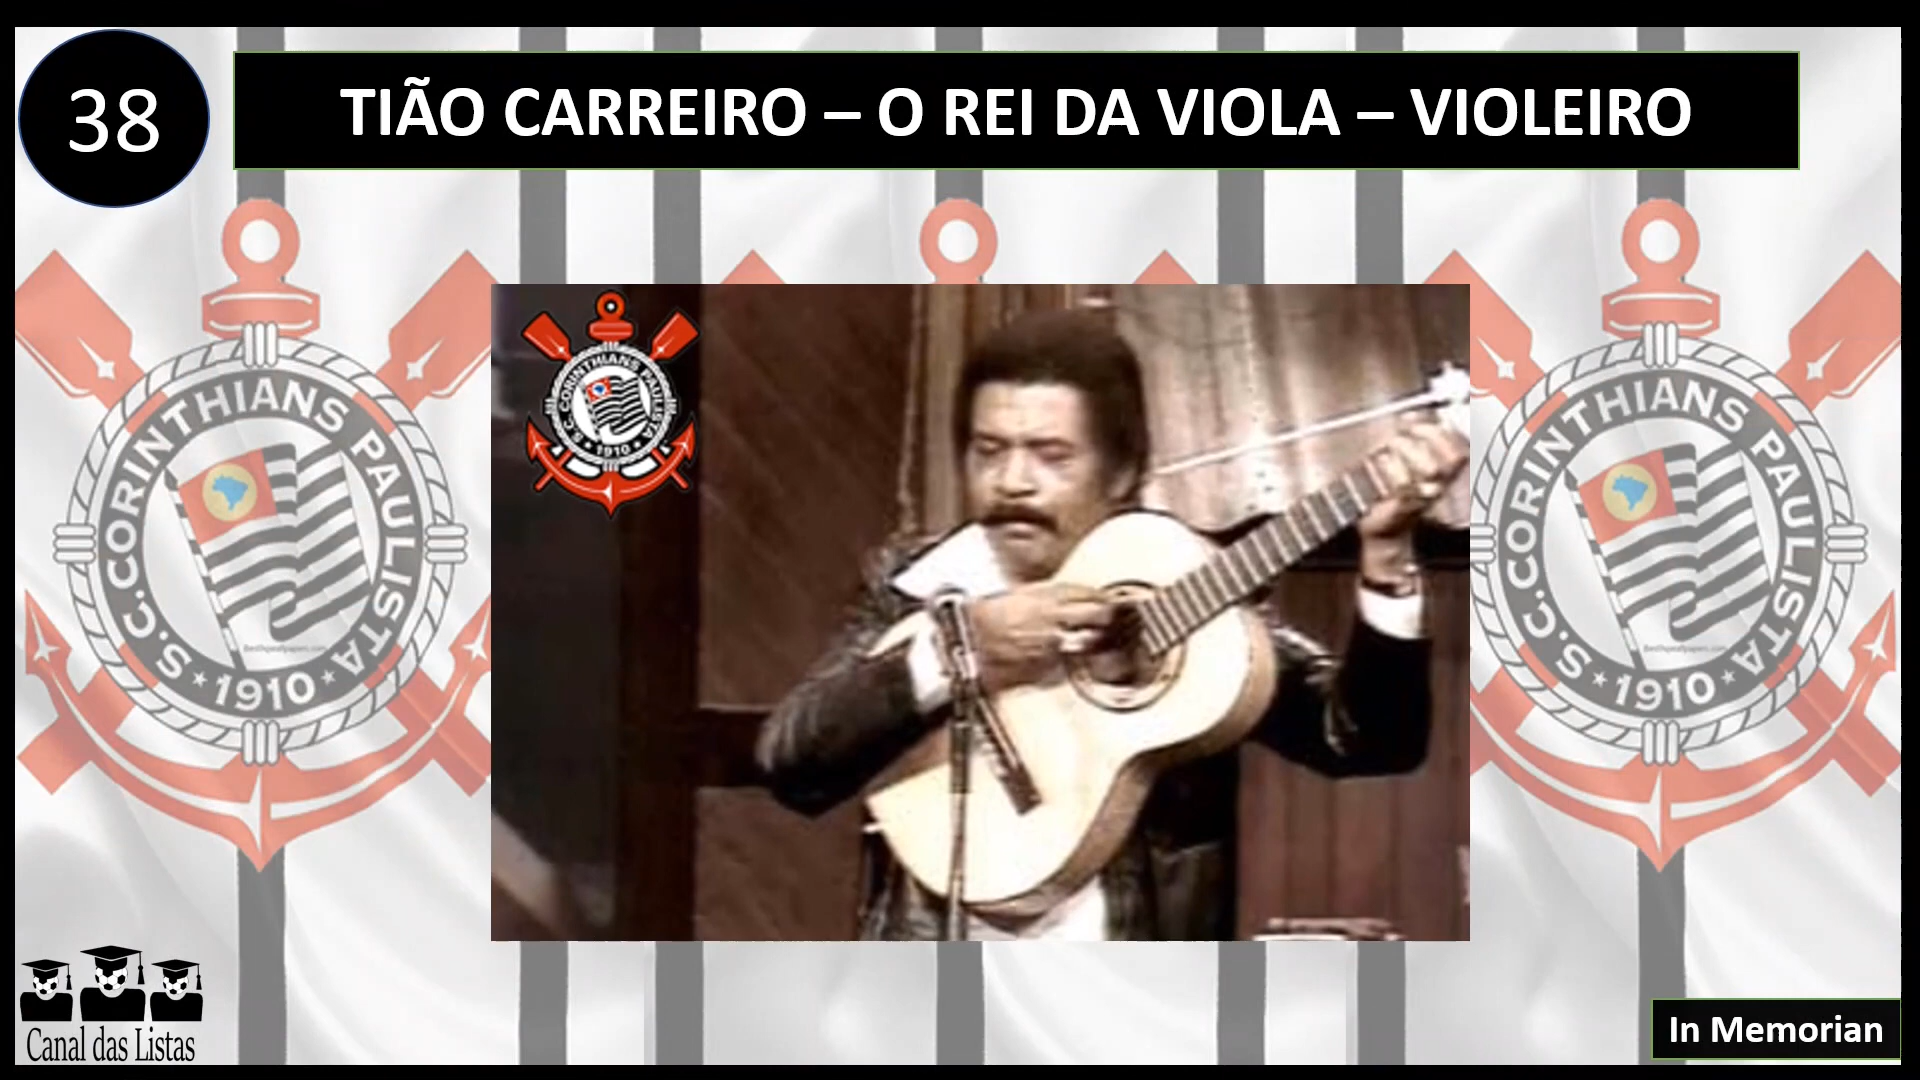 38
TIÃO CARREIRO – O REI DA VIOLA – VIOLEIRO
S.C.CORINTHIANS PAULISTA
1910
S.C. CORINTHIANS PAULISTA
1910
S.C.CORINTHIANS PAULISTA
1910
Canal das Listas
In Memorian